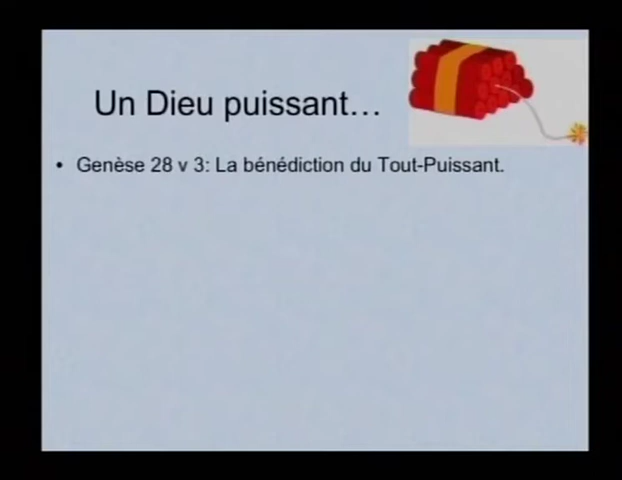 Un Dieu puissant…
• Genèse 28 v 3: La bénédiction du Tout-Puissant.